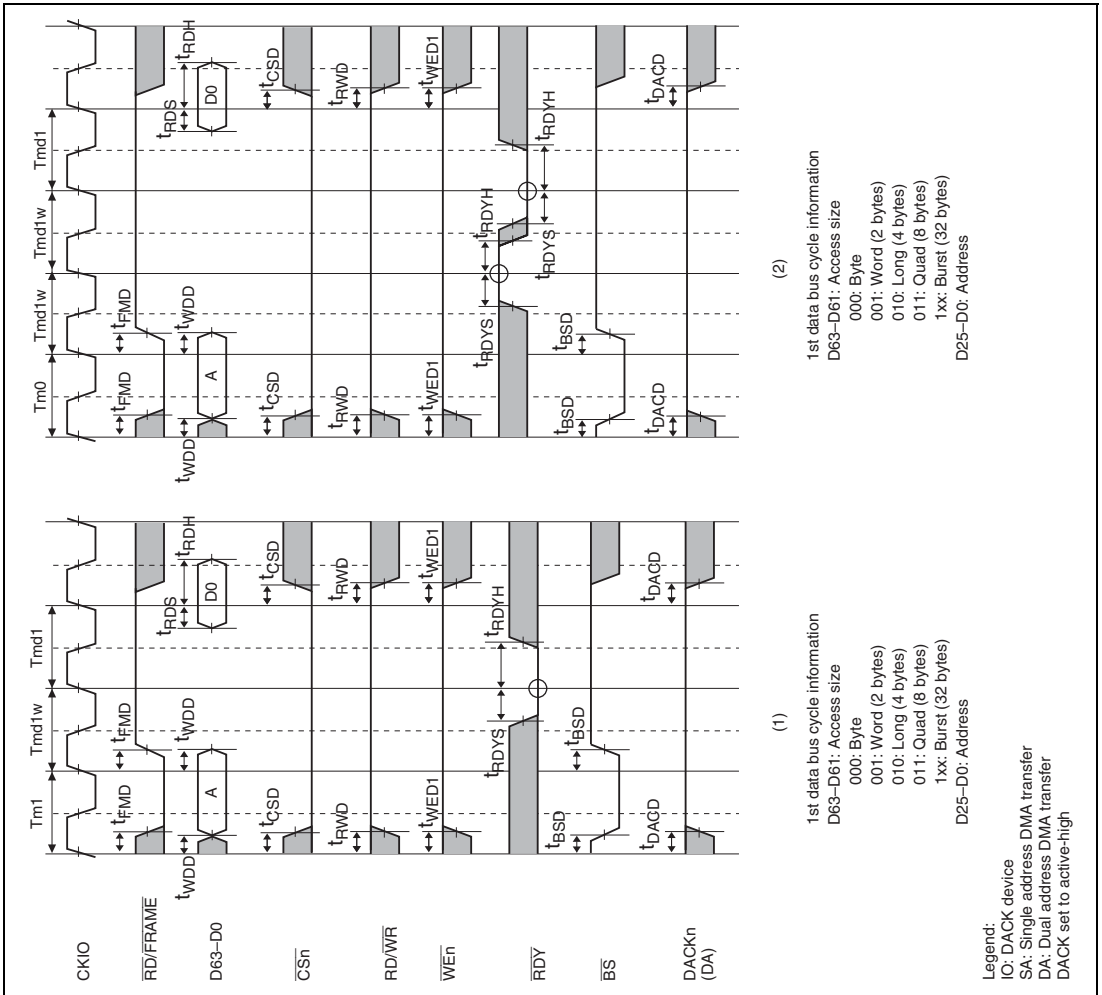 Tm1
Tmd1w
Tmd1
Tm0
Tmd1w
Tmd1w
Tmd1
CKIO
RD/FRAME
tFMD
tFMD
tFMD
tFMD
D63–D0
tWDD
A
tWDD
tRDS
D0
tRDH
tWDD
A
tWDD
tRDS
D0
tRDH
CSn
tCSD
tCSD
tCSD
tCSD
RD/WR
tRWD
tRWD
tRWD
tRWD
WEn
tWED1
tWED1
tWED1
tWED1
RDY
tRDYS
tRDYH
tRDYS
tRDYH
tRDYS
tRDYH
BS
tBSD
tBSD
tBSD
tBSD
DACKn
(DA)
tDACD
tDACD
tDACD
tDACD
(1)
1st data bus cycle information
D63–D61: Access size
000: Byte
001: Word (2 bytes)
010: Long (4 bytes)
011: Quad (8 bytes)
1xx: Burst (32 bytes)
D25–D0: Address
(2)
1st data bus cycle information
D63–D61: Access size
000: Byte
001: Word (2 bytes)
010: Long (4 bytes)
011: Quad (8 bytes)
1xx: Burst (32 bytes)
D25–D0: Address
Legend:
IO: DACK device
SA: Single address DMA transfer
DA: Dual address DMA transfer
DACK set to active-high